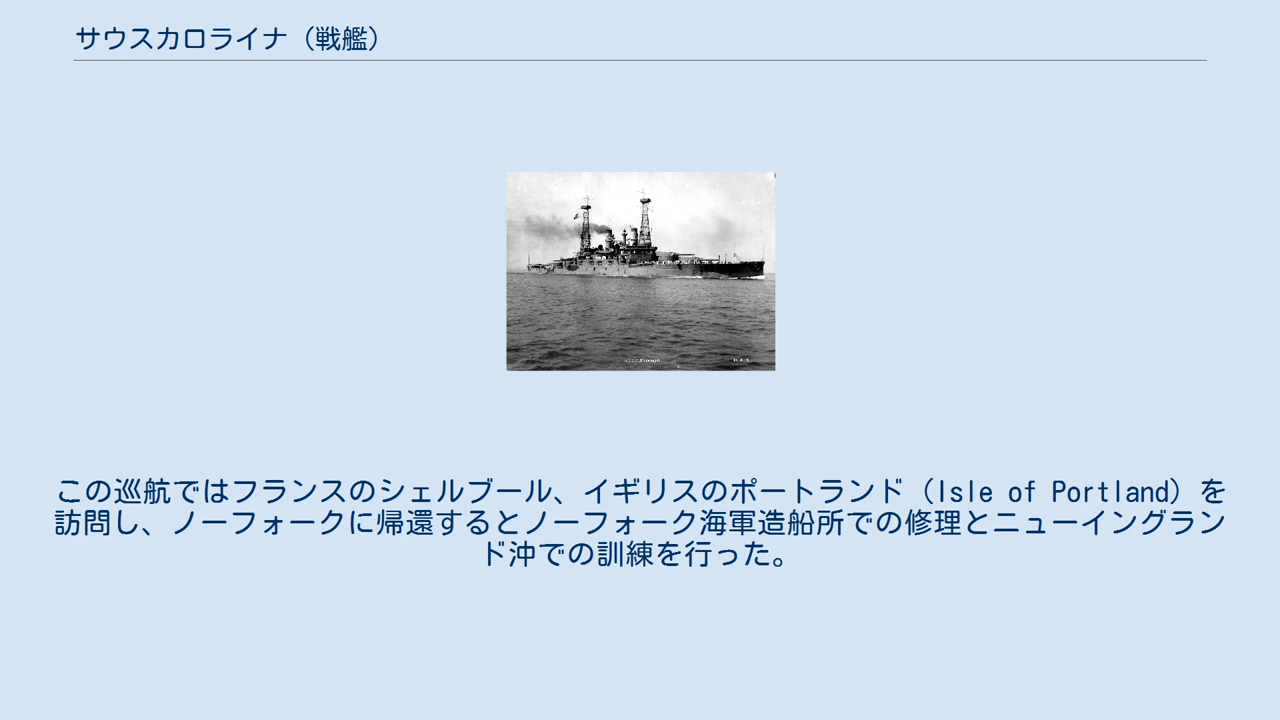 サウスカロライナ（戦艦）
この巡航ではフランスのシェルブール、イギリスのポートランド（Isle of Portland）を
訪問し、ノーフォークに帰還するとノーフォーク海軍造船所での修理とニューイングラン
ド沖での訓練を行った。